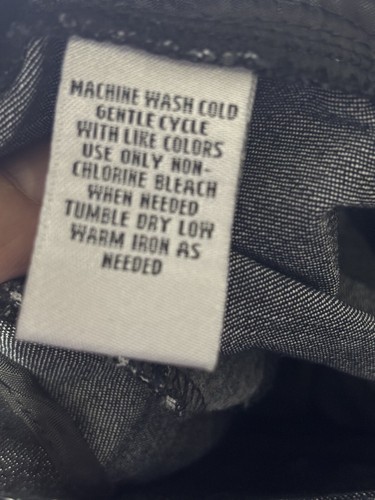 MACHINE WASH COLD
GENTLE CYCLE
WITH LIKE COLORS
USE ONLY NON-
CHLORINE BLEACH
WHEN NEEDED
TUMBLE DRY LOW
WARM IRON AS
NEEDED